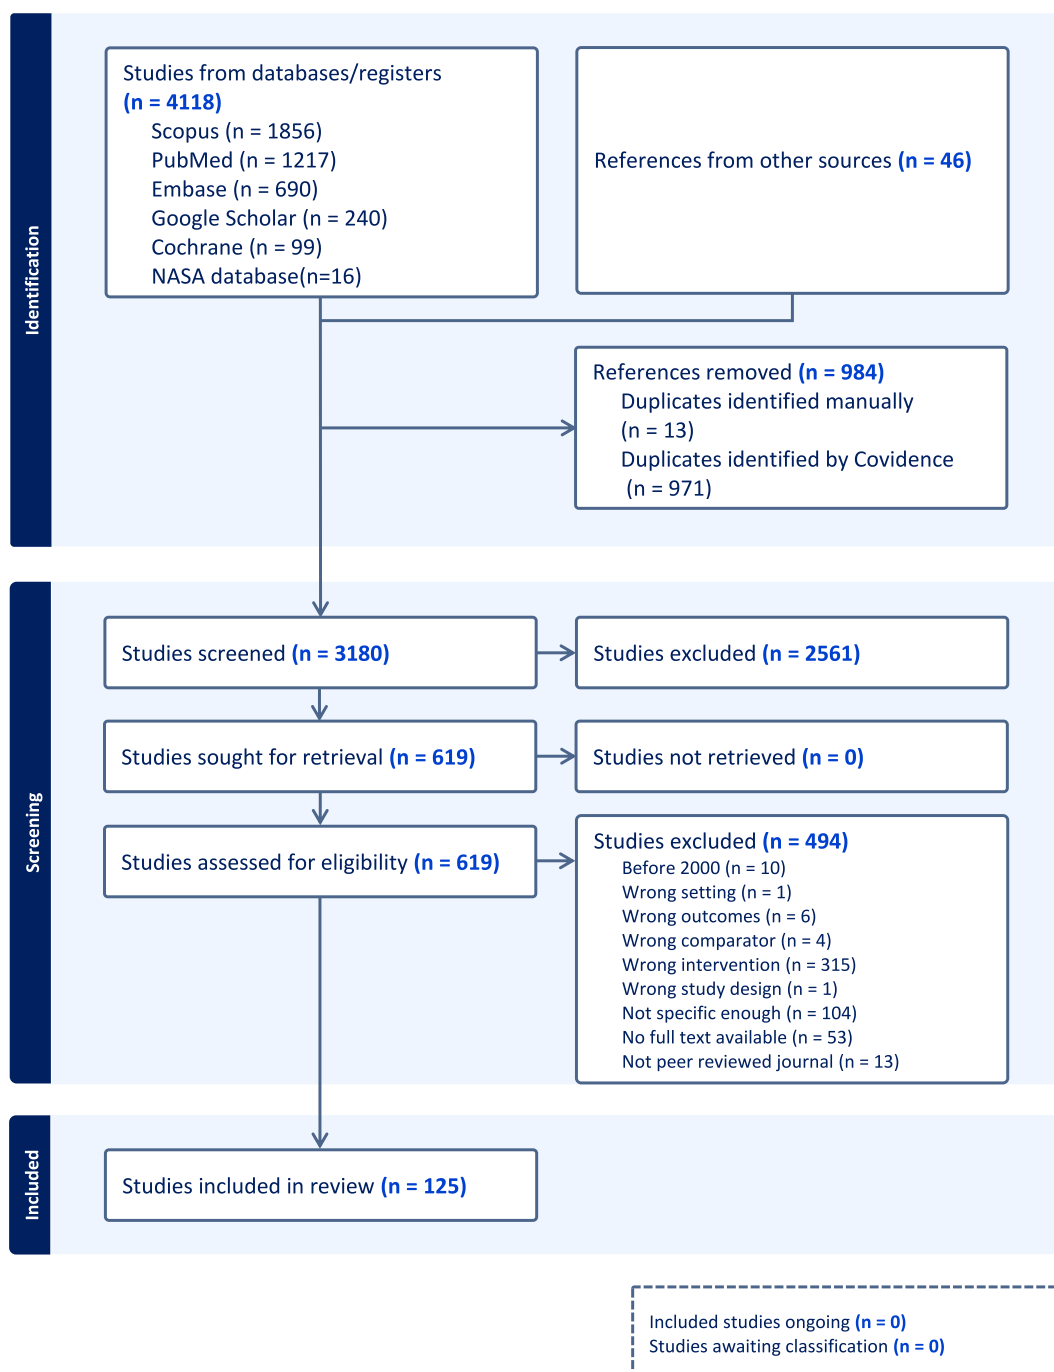 Identification
Studies from databases/registers
(n = 4118)
Scopus (n = 1856)
PubMed (n = 1217)
Embase (n = 690)
Google Scholar (n = 240)
Cochrane (n = 99)
NASA database(n=16)
References from other sources (n = 46)
References removed (n = 984)
Duplicates identified manually
(n = 13)
Duplicates identified by Covidence
(n = 971)
Screening
Studies screened (n = 3180)
Studies excluded (n = 2561)
Studies sought for retrieval (n = 619)
Studies not retrieved (n = 0)
Studies assessed for eligibility (n = 619)
Studies excluded (n = 494)
Before 2000 (n = 10)
Wrong setting (n = 1)
Wrong outcomes (n = 6)
Wrong comparator (n = 4)
Wrong intervention (n = 315)
Wrong study design (n = 1)
Not specific enough (n = 104)
No full text available (n = 53)
Not peer reviewed journal (n = 13)
Included
Studies included in review (n = 125)
Included studies ongoing (n = 0)
Studies awaiting classification (n = 0)